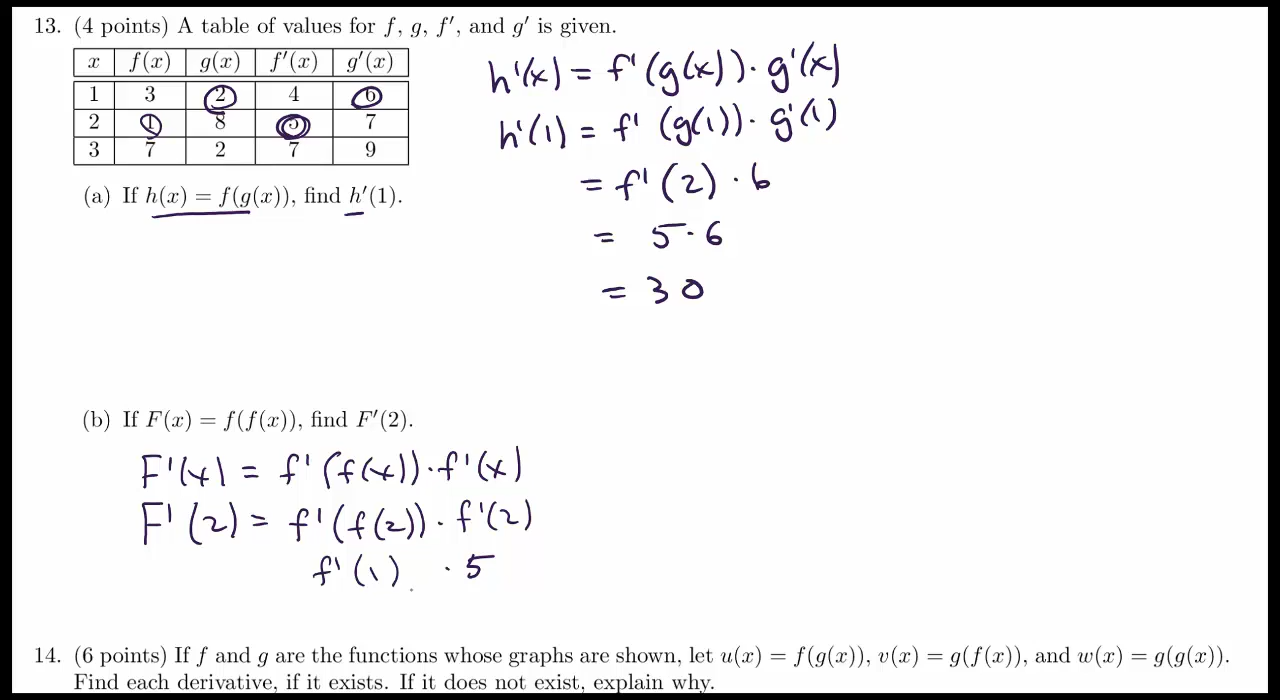 13. (4 points) A table of values for f, g, f′, and g′ is given.
x f(x) g(x) f′(x) g′(x)
1 3 2 4 6
2 1 8 5 7
3 7 2 7 9
h'(x) = f'(g(x)) · g'(x)
h'(1) = f'(g(1)) · g'(1)
= f'(2) · 6
= 5 · 6
= 30
(a) If h(x) = f(g(x)), find h′(1).
(b) If F(x) = f(f(x)), find F′(2).
F'(x) = f'(f(x)) · f'(x)
F'(2) = f'(f(2)) · f'(2)
f'(1) · 5
14. (6 points) If f and g are the functions whose graphs are shown, let u(x) = f(g(x)), v(x) = g(f(x)), and w(x) = g(g(x)).
Find each derivative, if it exists. If it does not exist, explain why.